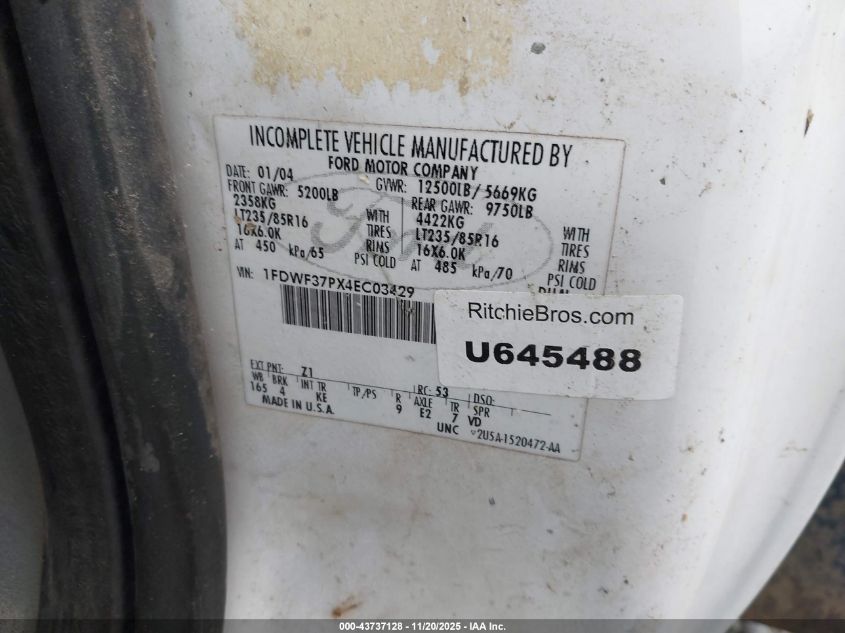 INCOMPLETE VEHICLE MANUFACTURED BY
FORD MOTOR COMPANY
DATE: 01/04 GVWR: 12500LB/ 5669KG
FRONT GAWR: 5200LB REAR GAWR: 9750LB
2358KG WITH 4422KG WITH
LT235/85R16 TIRES LT235/85R16 TIRES
16X6.0K RIMS 16X6.0K RIMS
AT 450 kPa/65 PSI COLD AT 485 kPa/70 PSI COLD
VIN: 1FDWF37PX4EC03429
Ford
RitchieBros.com
U645488
EXT PNT: Z1 RC: 53 DSO:
WB BRK INT TR TP/PS R AXLE TR SPR
165 4 KE 9 E2 7 VD
MADE IN U.S.A. UNC 2U5A-1520472-AA
000-43737128 - 11/20/2025 - IAA Inc.